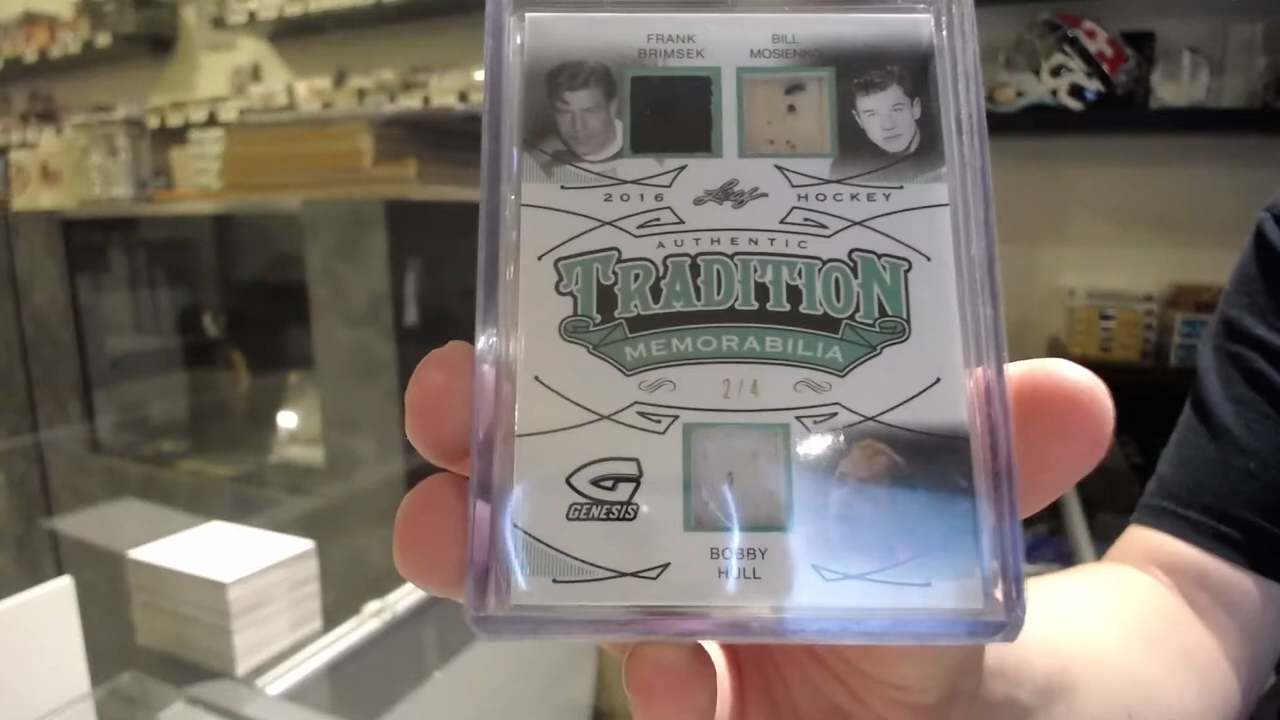 FRANK
BRIMSEK
BILL
MOSIENKO
2016 Leaf HOCKEY
AUTHENTIC
TRADITION
MEMORABILIA
2/4
G
GENESIS
BOBBY
HULL